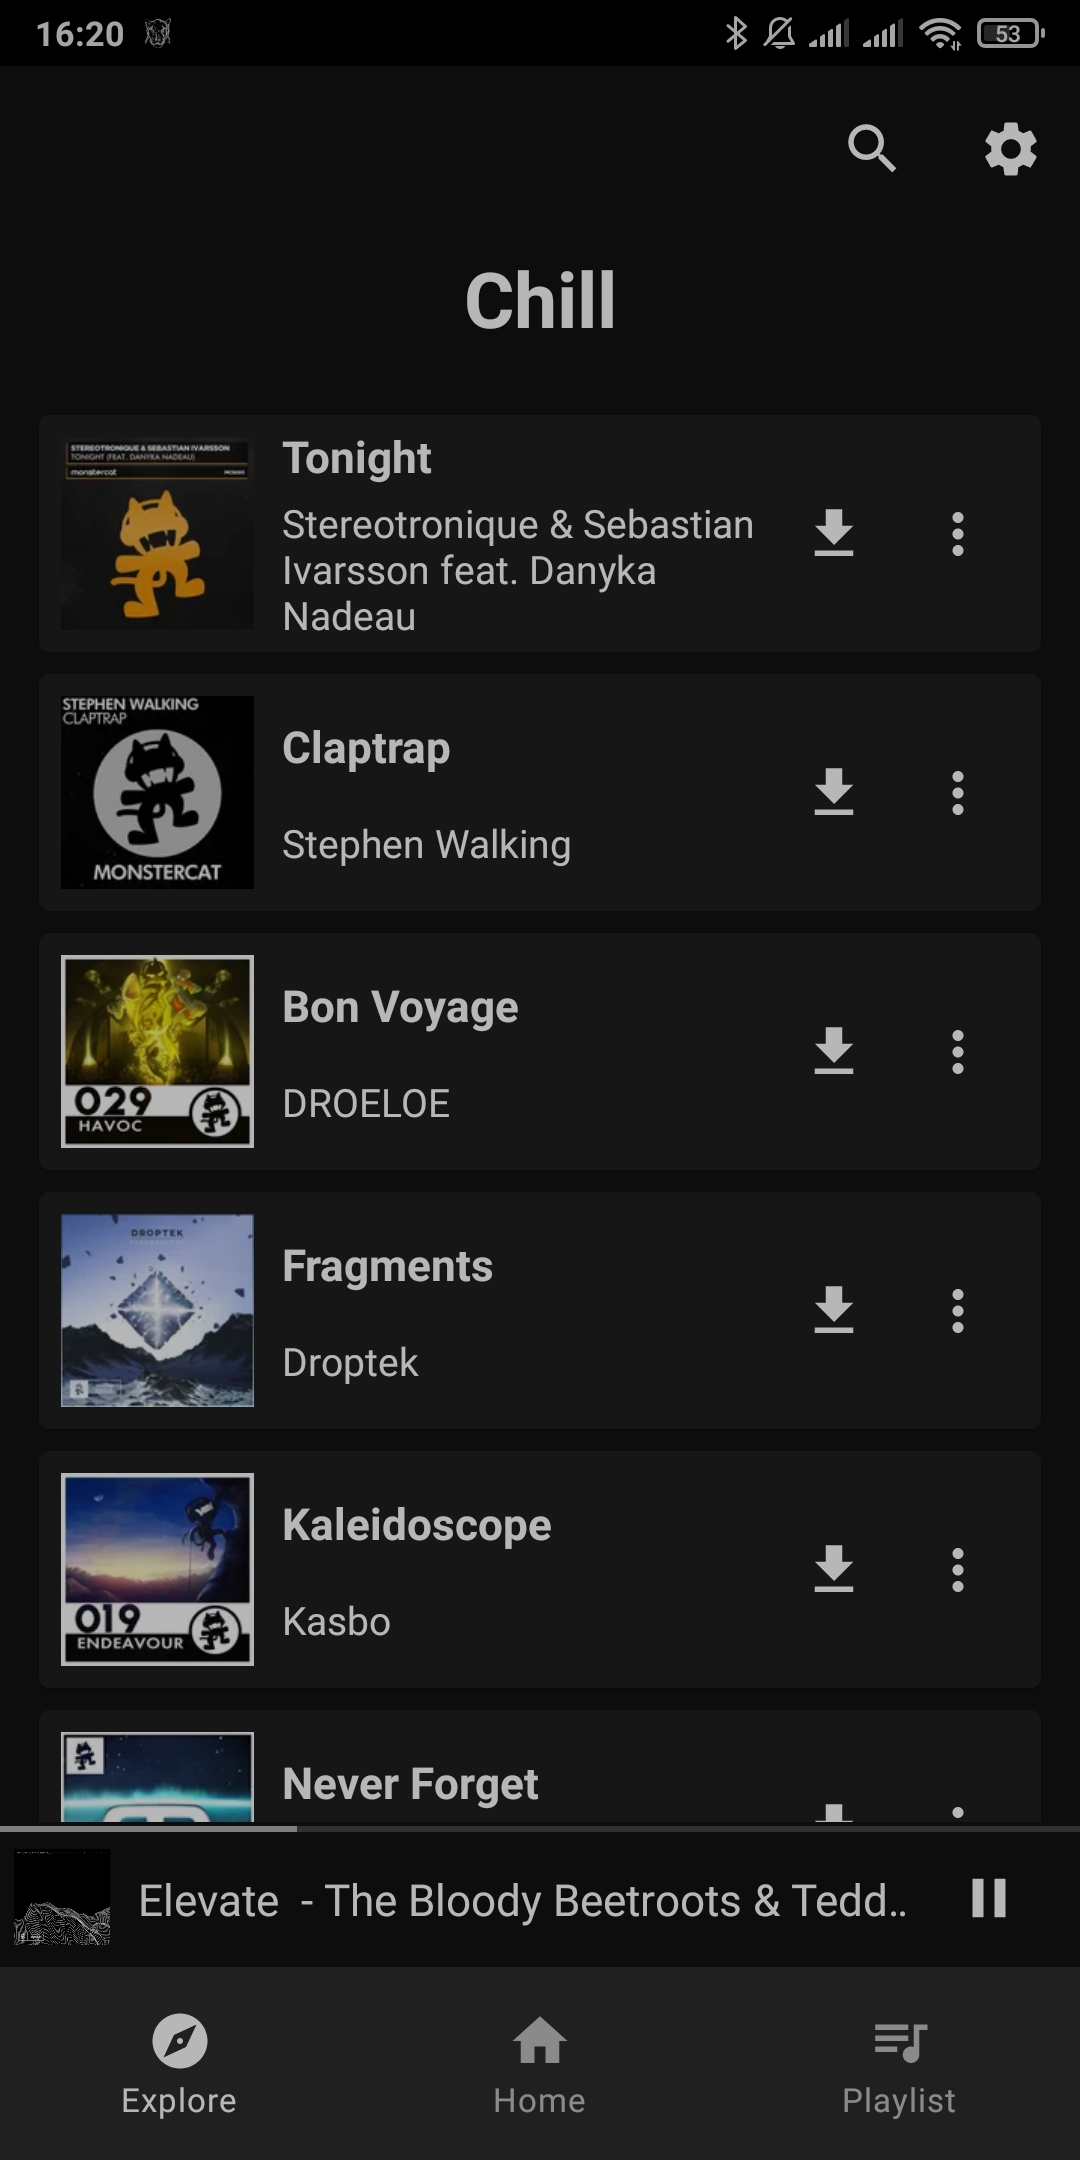 16:20
53
Chill
STEREOTRONIQUE & SEBASTIAN IVARSSON
TONIGHT (FEAT. DANYKA NADEAU)
monstercat
Tonight
Stereotronique & Sebastian
Ivarsson feat. Danyka
Nadeau
STEPHEN WALKING
CLAPTRAP
MONSTERCAT
Claptrap
Stephen Walking
029
HAVOC
Bon Voyage
DROELOE
DROPTEK
Fragments
Droptek
019
ENDEAVOUR
Kaleidoscope
Kasbo
Never Forget
Elevate - The Bloody Beetroots & Tedd..
Explore
Home
Playlist